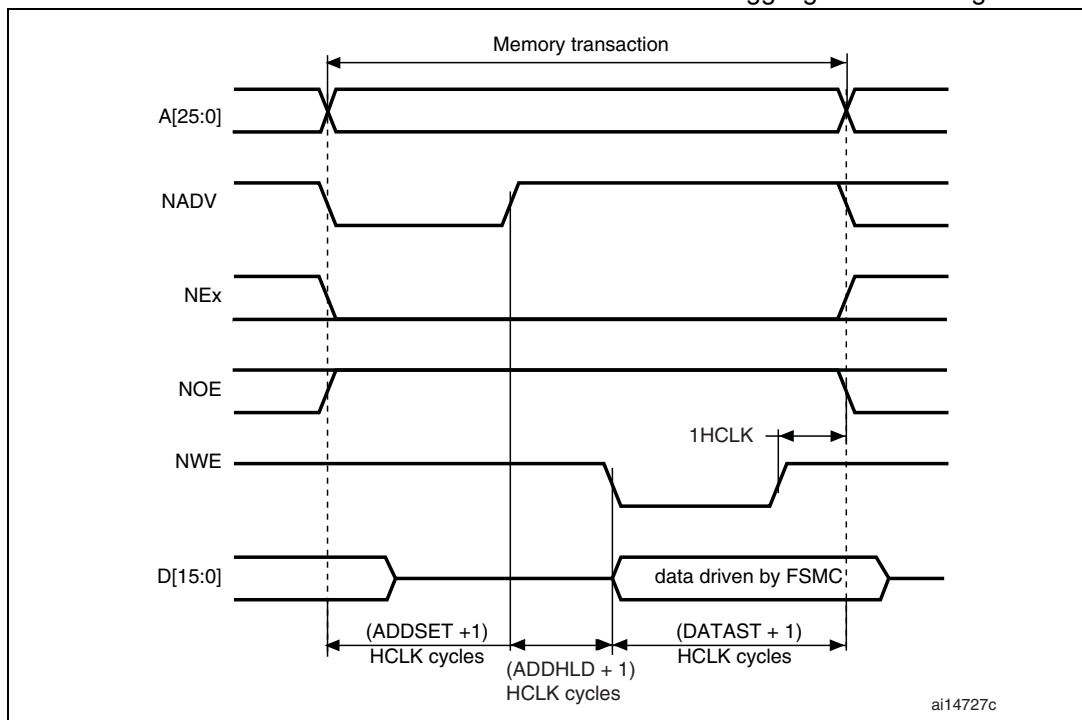 Memory transaction
A[25:0]
NADV
NEx
NOE
1HCLK
NWE
D[15:0]
data driven by FSMC
(ADDSET +1)
HCLK cycles
(DATAST + 1)
HCLK cycles
(ADDHLD + 1)
HCLK cycles
ai14727c